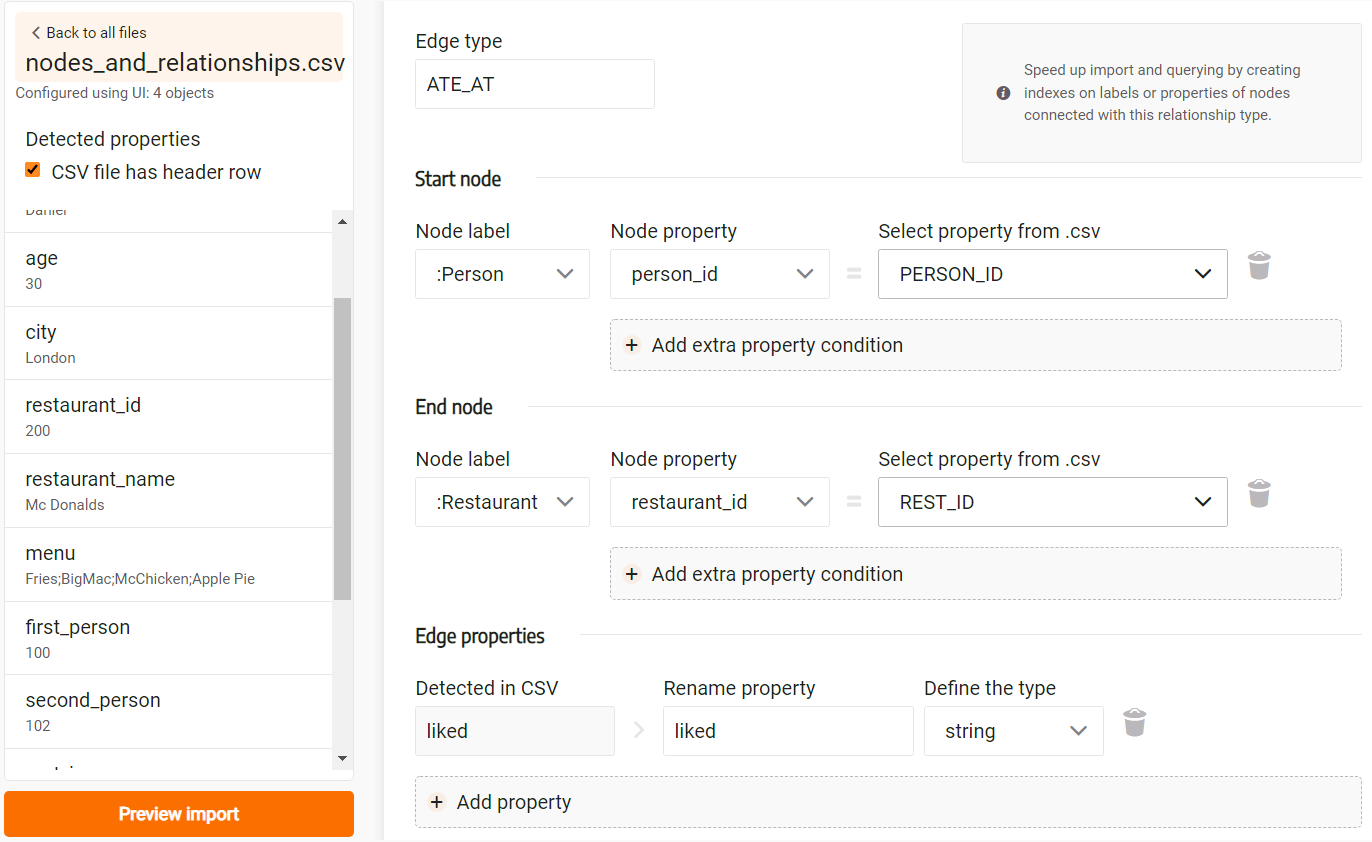 Back to all files
nodes_and_relationships.csv
Configured using UI: 4 objects
Detected properties
CSV file has header row
Daniel
age
30
city
London
restaurant_id
200
restaurant_name
Mc Donalds
menu
Fries;BigMac;McChicken;Apple Pie
first_person
100
second_person
102
Preview import
Edge type
ATE_AT
Speed up import and querying by creating
indexes on labels or properties of nodes
connected with this relationship type.
Start node
Node label Node property Select property from .csv
:Person person_id = PERSON_ID
+ Add extra property condition
End node
Node label Node property Select property from .csv
:Restaurant restaurant_id = REST_ID
+ Add extra property condition
Edge properties
Detected in CSV Rename property Define the type
liked liked string
+ Add property